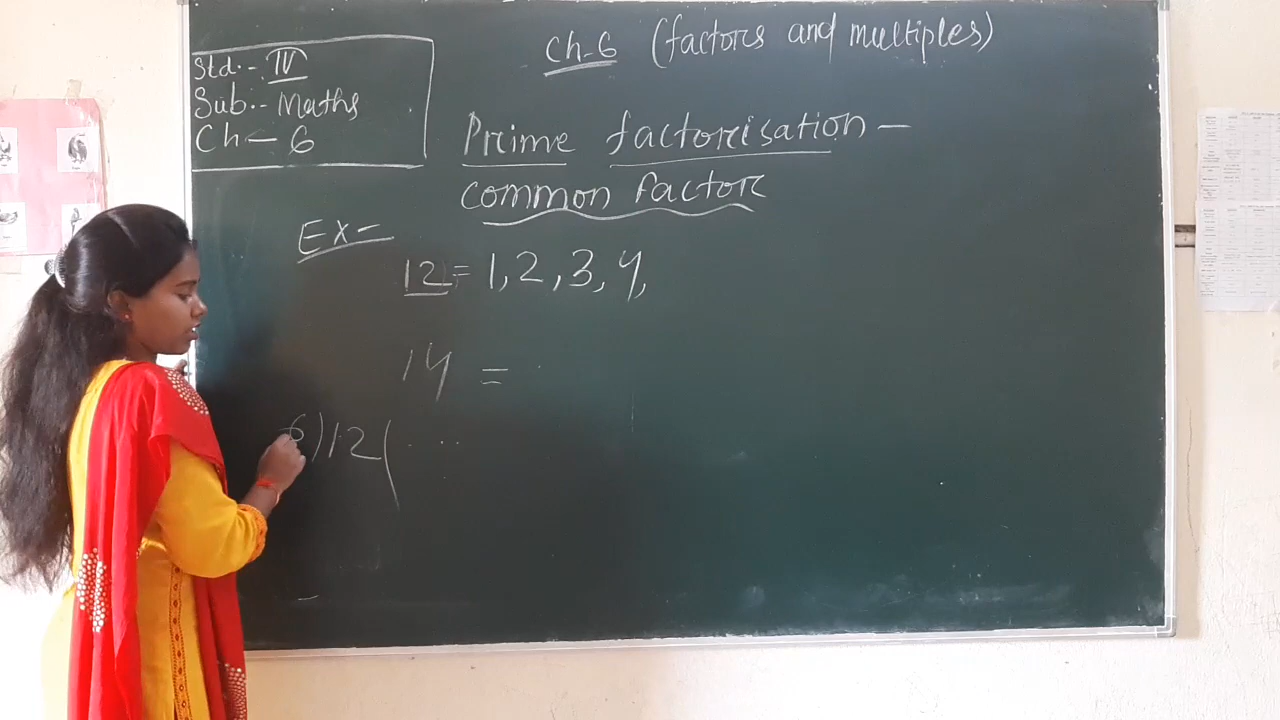 Std.- IV
Sub.- Maths
Ch - 6
Ch-6 (factors and multiples)
Prime factorisation -
common factor
Ex -
12 = 1, 2, 3, 4,
14 =
6)12(